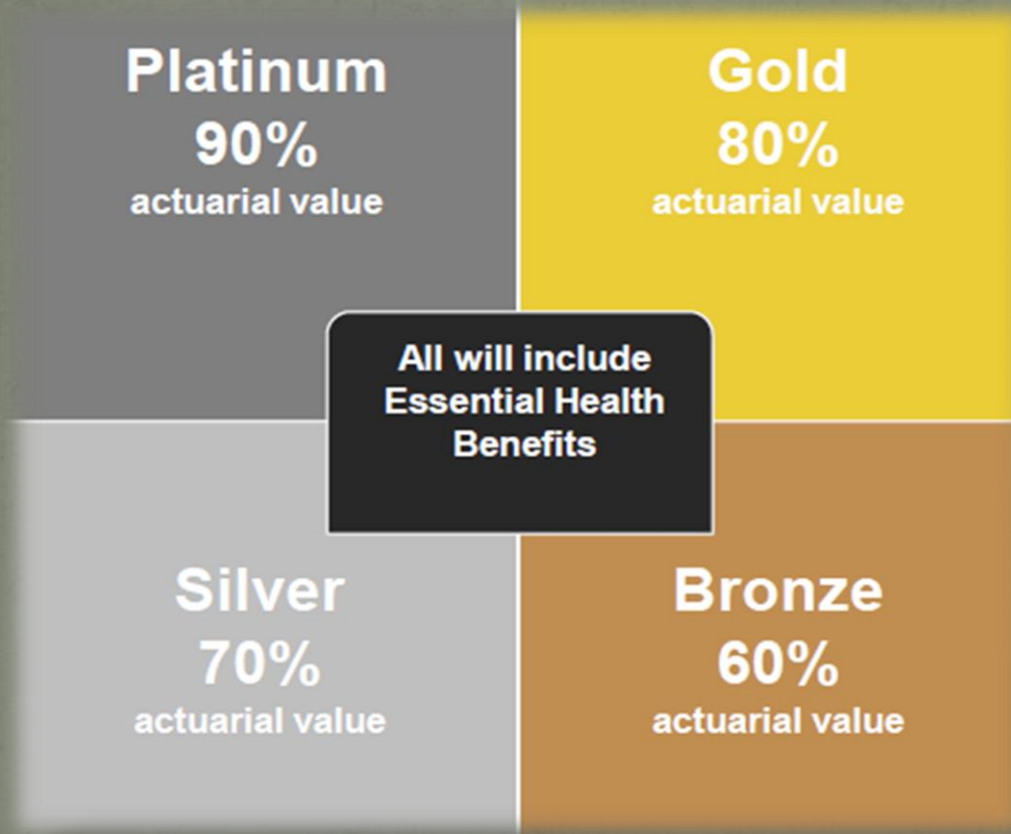 Platinum
90%
actuarial value
Gold
80%
actuarial value
All will include
Essential Health
Benefits
Silver
70%
actuarial value
Bronze
60%
actuarial value